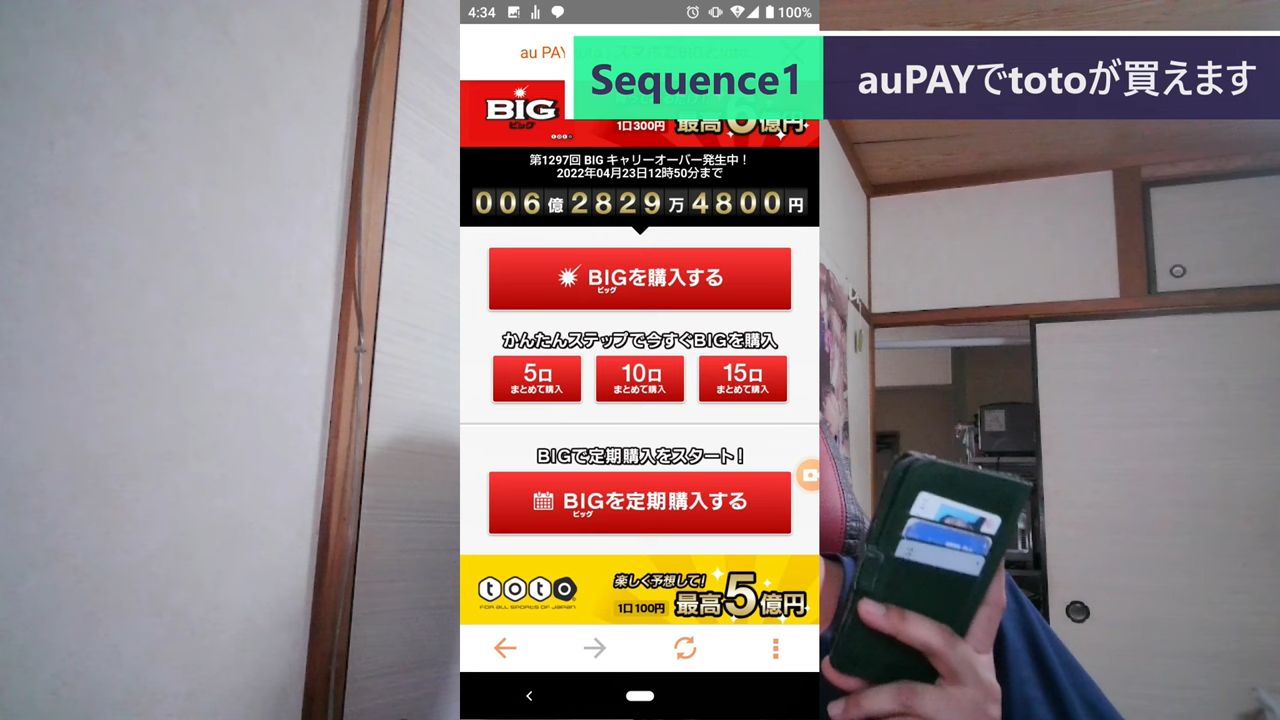 4:34
100%
au PAY
Sequence1
auPAYでtotoが買えます
BIG
ビッグ
toto
1口300円 最高6億円
第1297回 BIG キャリーオーバー発生中！
2022年04月23日12時50分まで
006億2829万4800円
BIGを購入する
ビッグ
かんたんステップで今すぐBIGを購入
5口
まとめて購入
10口
まとめて購入
15口
まとめて購入
BIGで定期購入をスタート！
BIGを定期購入する
ビッグ
toto
FOR ALL SPORTS OF JAPAN
楽しく予想して！
1口100円 最高5億円